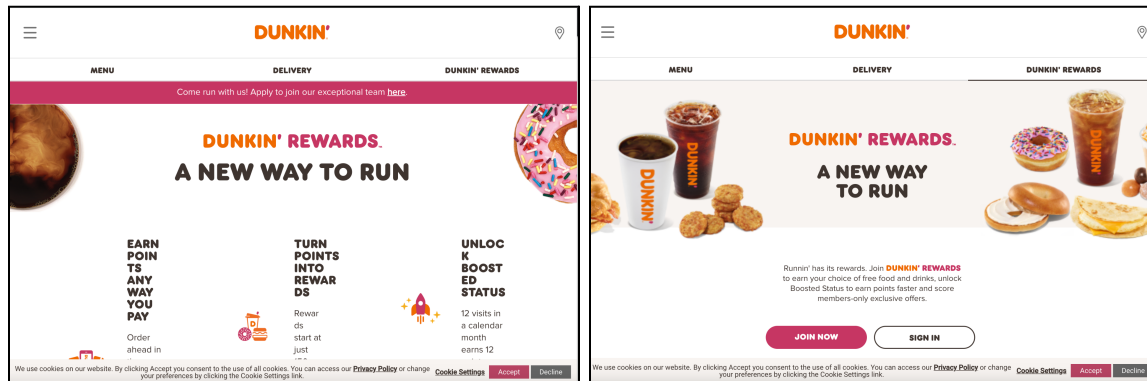 DUNKIN'
MENU
DELIVERY
DUNKIN' REWARDS
Come run with us! Apply to join our exceptional team here.
DUNKIN' REWARDS™
A NEW WAY TO RUN
EARN
POIN
TS
ANY
WAY
YOU
PAY
Order
ahead in
TURN
POINTS
INTO
REWAR
DS
Rewar
ds
start at
just
UNLOC
K
BOOST
ED
STATUS
12 visits in
a calendar
month
earns 12
We use cookies on our website. By clicking Accept you consent to the use of all cookies. You can access our Privacy Policy or change
your preferences by clicking the Cookie Settings link.
Cookie Settings
Accept
Decline
DUNKIN'
MENU
DELIVERY
DUNKIN' REWARDS
DUNKIN'
DUNKIN'
DUNKIN'
DUNKIN' REWARDS™
A NEW WAY
TO RUN
Runnin' has its rewards. Join DUNKIN' REWARDS
to earn your choice of free food and drinks, unlock
Boosted Status to earn points faster and score
members-only exclusive offers.
JOIN NOW
SIGN IN
We use cookies on our website. By clicking Accept you consent to the use of all cookies. You can access our Privacy Policy or change
your preferences by clicking the Cookie Settings link.
Cookie Settings
Accept
Decline